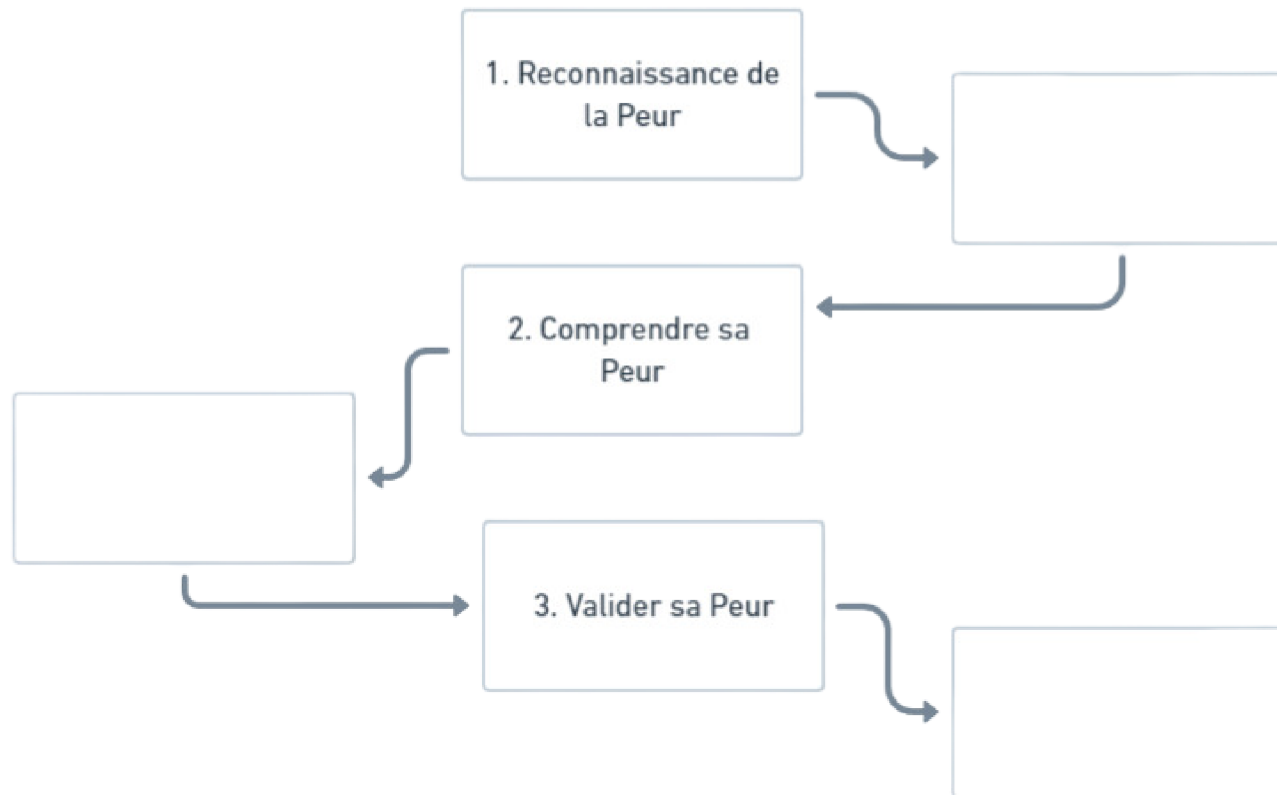 1. Reconnaissance de
la Peur
2. Comprendre sa
Peur
3. Valider sa Peur